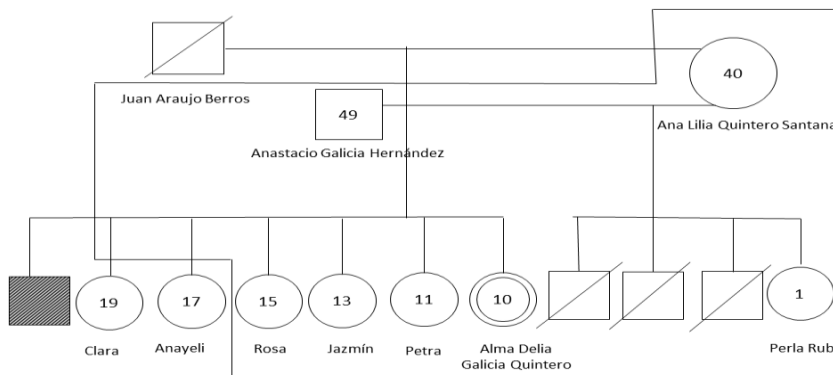 40
Juan Araujo Berros
49
Ana Lilia Quintero Santana
Anastacio Galicia Hernández
19
17
15
13
11
10
1
Clara
Anayeli
Rosa
Jazmín
Petra
Alma Delia
Galicia Quintero
Perla Rub